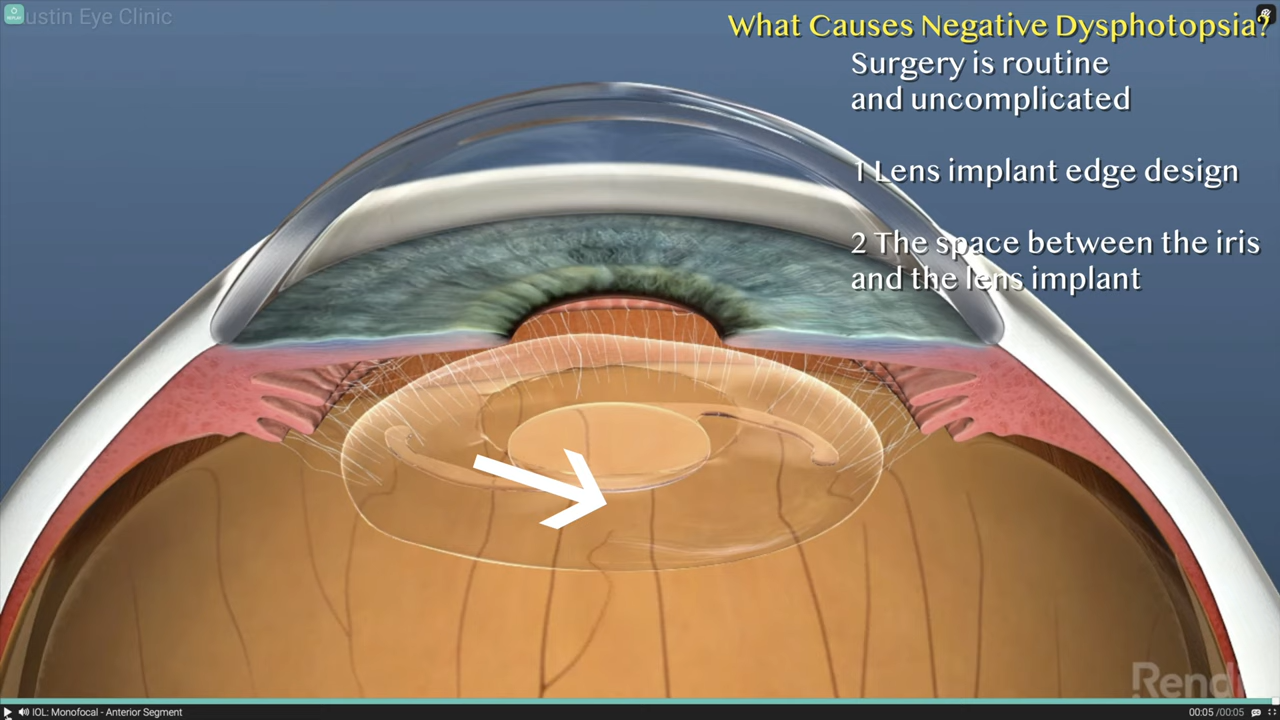 ustin Eye Clinic
What Causes Negative Dysphotopsia?
Surgery is routine
and uncomplicated
1 Lens implant edge design
2 The space between the iris
and the lens implant
Rend
IOL: Monofocal - Anterior Segment
00:05 /00:05